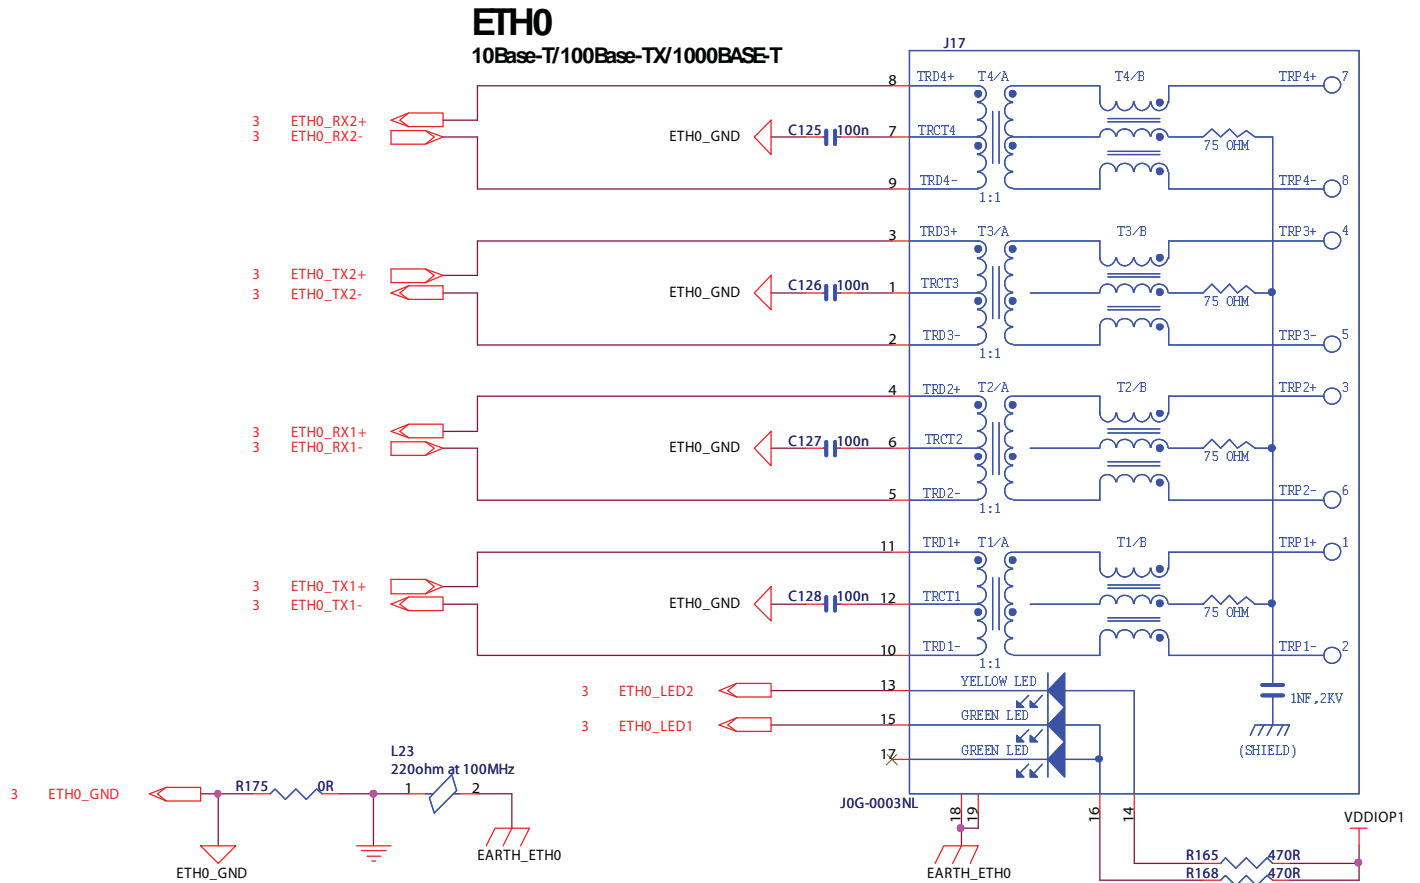 ETH0
10Base-T/100Base-TX/1000BASE-T
J17
8 TRD4+ T4/A T4/B TRP4+ 7
3 ETH0_RX2+
3 ETH0_RX2-
ETH0_GND C125 100n 7 TRCT4 75 OHM
9 TRD4- TRP4- 8
1:1
3 TRD3+ T3/A T3/B TRP3+ 4
3 ETH0_TX2+
3 ETH0_TX2-
ETH0_GND C126 100n 1 TRCT3 75 OHM
2 TRD3- TRP3- 5
1:1
4 TRD2+ T2/A T2/B TRP2+ 3
3 ETH0_RX1+
3 ETH0_RX1-
ETH0_GND C127 100n 6 TRCT2 75 OHM
5 TRD2- TRP2- 6
1:1
11 TRD1+ T1/A T1/B TRP1+ 1
3 ETH0_TX1+
3 ETH0_TX1-
ETH0_GND C128 100n 12 TRCT1 75 OHM
10 TRD1- TRP1- 2
1:1
3 ETH0_LED2 13 YELLOW LED
1NF,2KV
3 ETH0_LED1 15 GREEN LED
17 GREEN LED
(SHIELD)
L23
220ohm at 100MHz
3 ETH0_GND R175 0R 1 2
J0G-0003NL
18 19 16 14
VDDIOP1
EARTH_ETH0
ETH0_GND
EARTH_ETH0
R165 470R
R168 470R